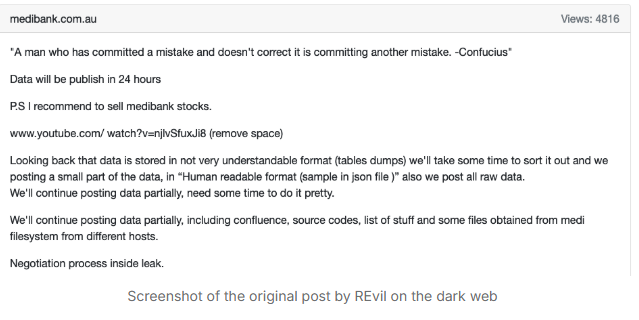 medibank.com.au
Views: 4816
"A man who has committed a mistake and doesn't correct it is committing another mistake. -Confucius"
Data will be publish in 24 hours
P.S I recommend to sell medibank stocks.
www.youtube.com/ watch?v=njlvSfuxJi8 (remove space)
Looking back that data is stored in not very understandable format (tables dumps) we'll take some time to sort it out and we
posting a small part of the data, in “Human readable format (sample in json file )” also we post all raw data.
We'll continue posting data partially, need some time to do it pretty.
We'll continue posting data partially, including confluence, source codes, list of stuff and some files obtained from medi
filesystem from different hosts.
Negotiation process inside leak.
Screenshot of the original post by REvil on the dark web